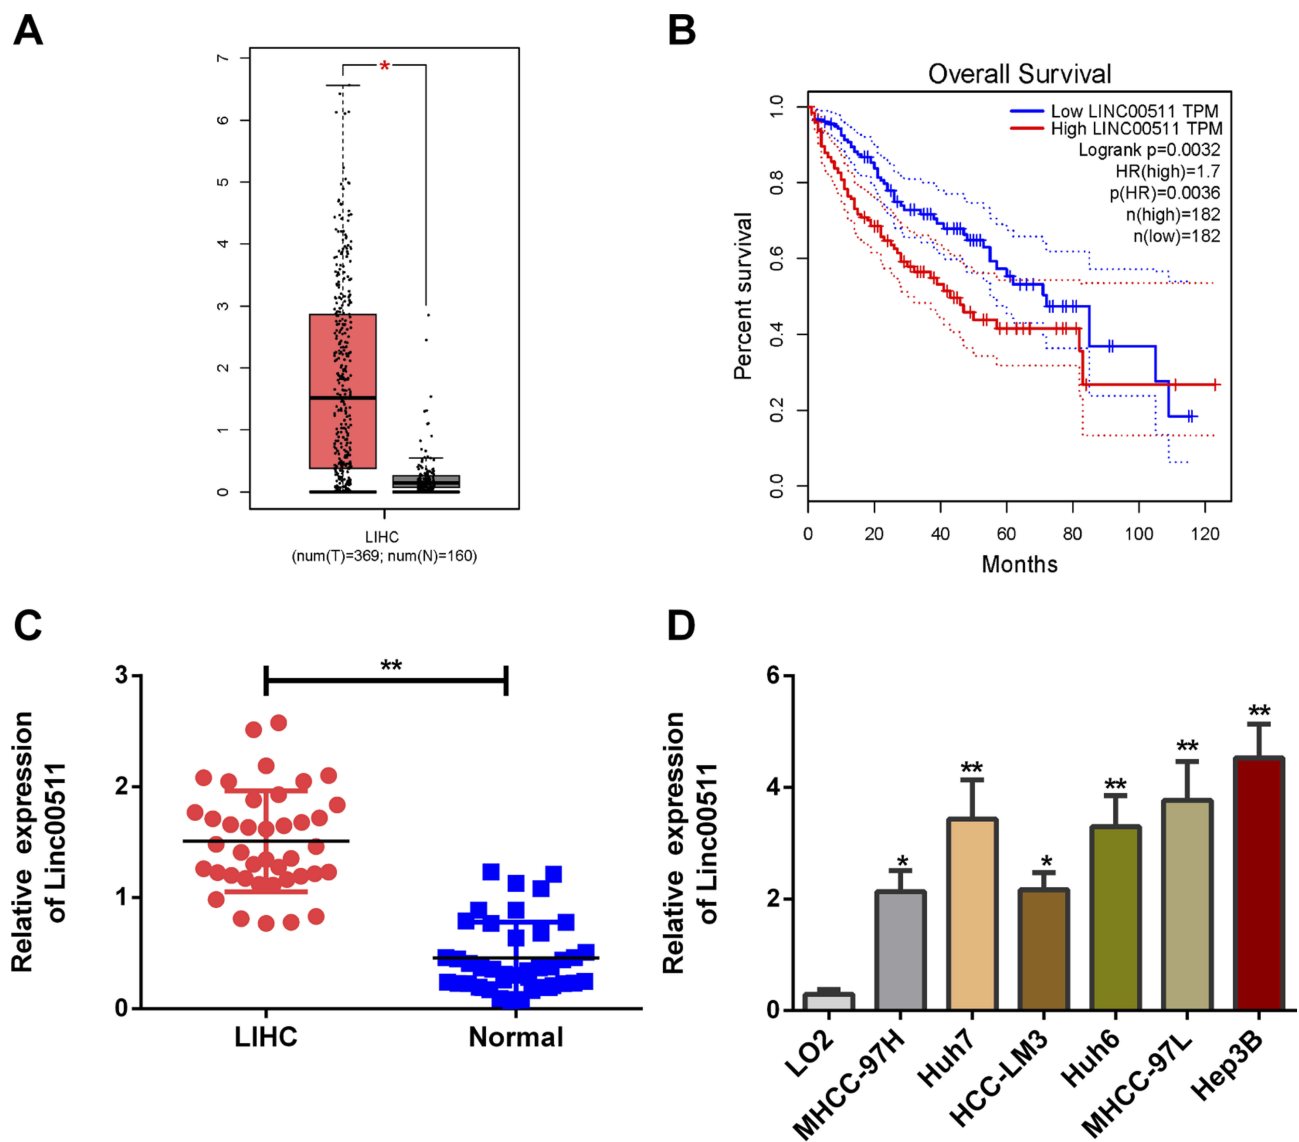 A
7
6
5
4
3
2
1
0
*
LIHC
(num(T)=369; num(N)=160)
B
Overall Survival
Low LINC00511 TPM
High LINC00511 TPM
Logrank p=0.0032
HR(high)=1.7
p(HR)=0.0036
n(high)=182
n(low)=182
Percent survival
1.0
0.8
0.6
0.4
0.2
0.0
0 20 40 60 80 100 120
Months
C
Relative expression
of Linc00511
3
2
1
0
**
LIHC Normal
D
Relative expression
of Linc00511
6
4
2
0
* ** * ** ** **
LO2
MHCC-97H
Huh7
HCC-LM3
Huh6
MHCC-97L
Hep3B